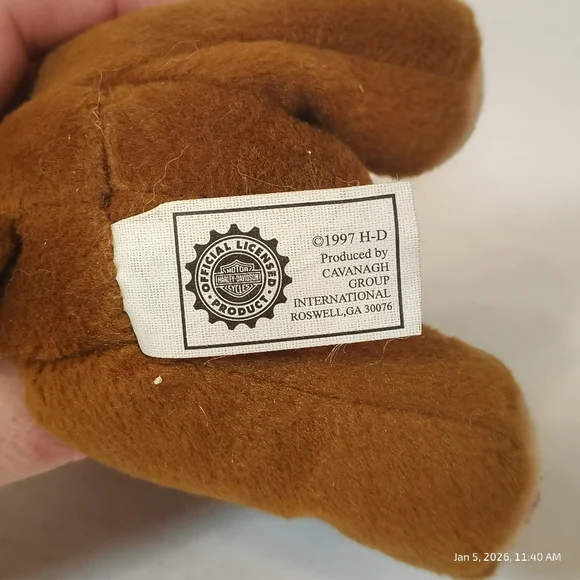 OFFICIAL LICENSED
MOTOR
HARLEY-DAVIDSON
CYCLES
PRODUCT
©1997 H-D
Produced by
CAVANAGH
GROUP
INTERNATIONAL
ROSWELL,GA 30076
Jan 5, 2026, 11:40 AM